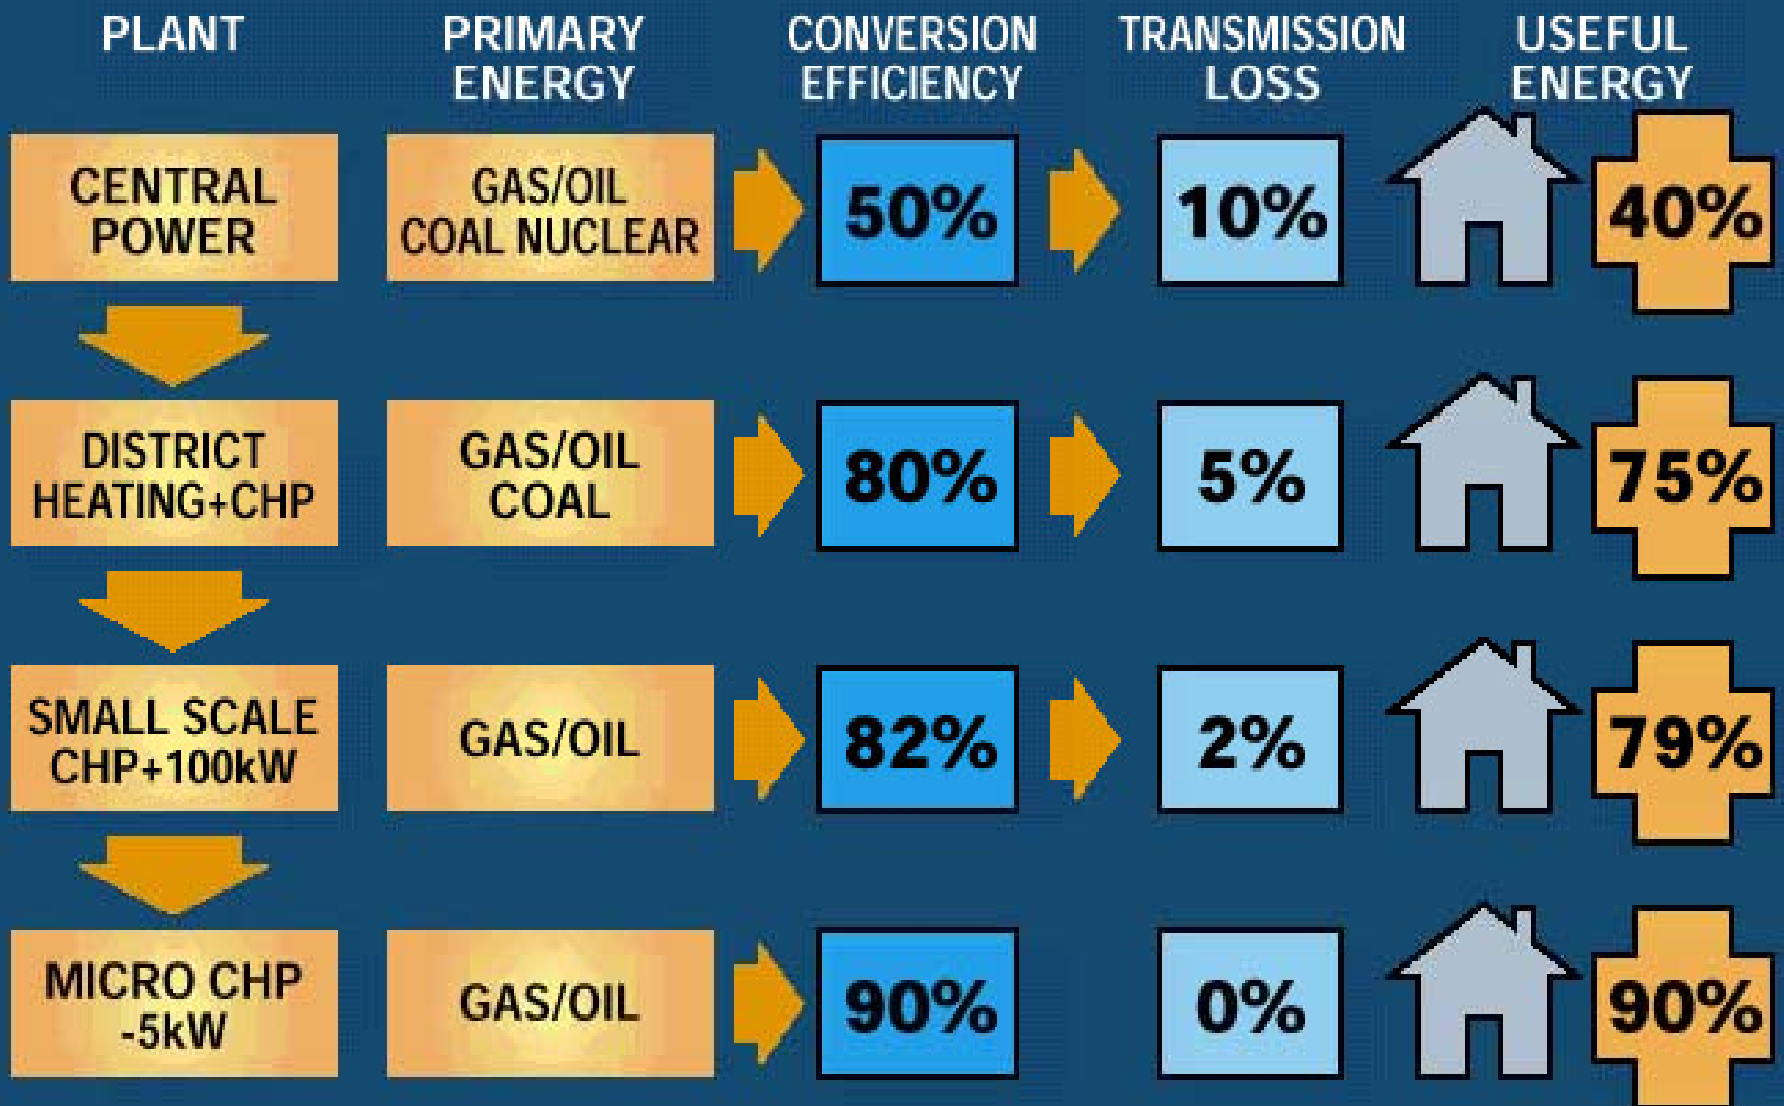 PLANT
PRIMARY
ENERGY
CONVERSION
EFFICIENCY
TRANSMISSION
LOSS
USEFUL
ENERGY
CENTRAL
POWER
GAS/OIL
COAL NUCLEAR
50%
10%
40%
DISTRICT
HEATING+CHP
GAS/OIL
COAL
80%
5%
75%
SMALL SCALE
CHP+100kW
GAS/OIL
82%
2%
79%
MICRO CHP
-5kW
GAS/OIL
90%
0%
90%